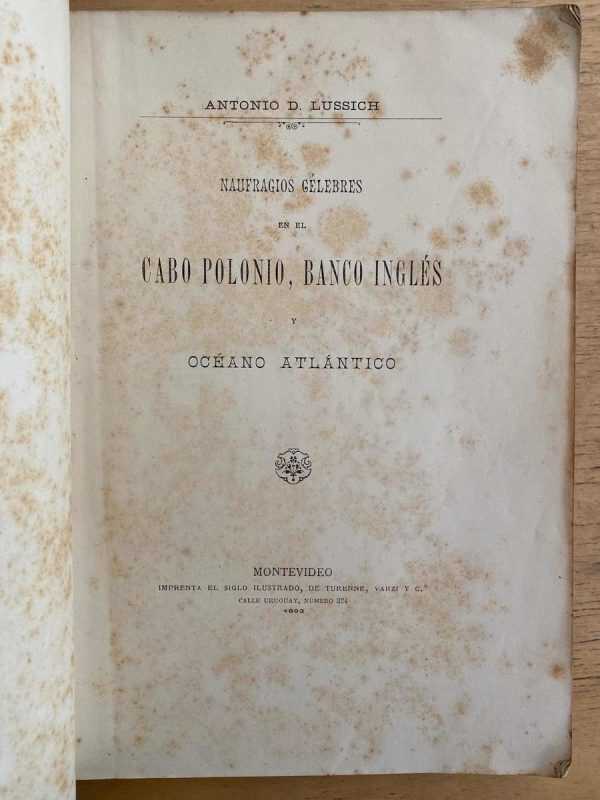 ANTONIO D. LUSSICH
NAUFRAGIOS CÉLEBRES
EN EL
CABO POLONIO, BANCO INGLÉS
Y
OCÉANO ATLÁNTICO
MONTEVIDEO
IMPRENTA EL SIGLO ILUSTRADO, DE TURENNE, VARZI Y C.ª
CALLE URUGUAY, NÚMERO 324
1893